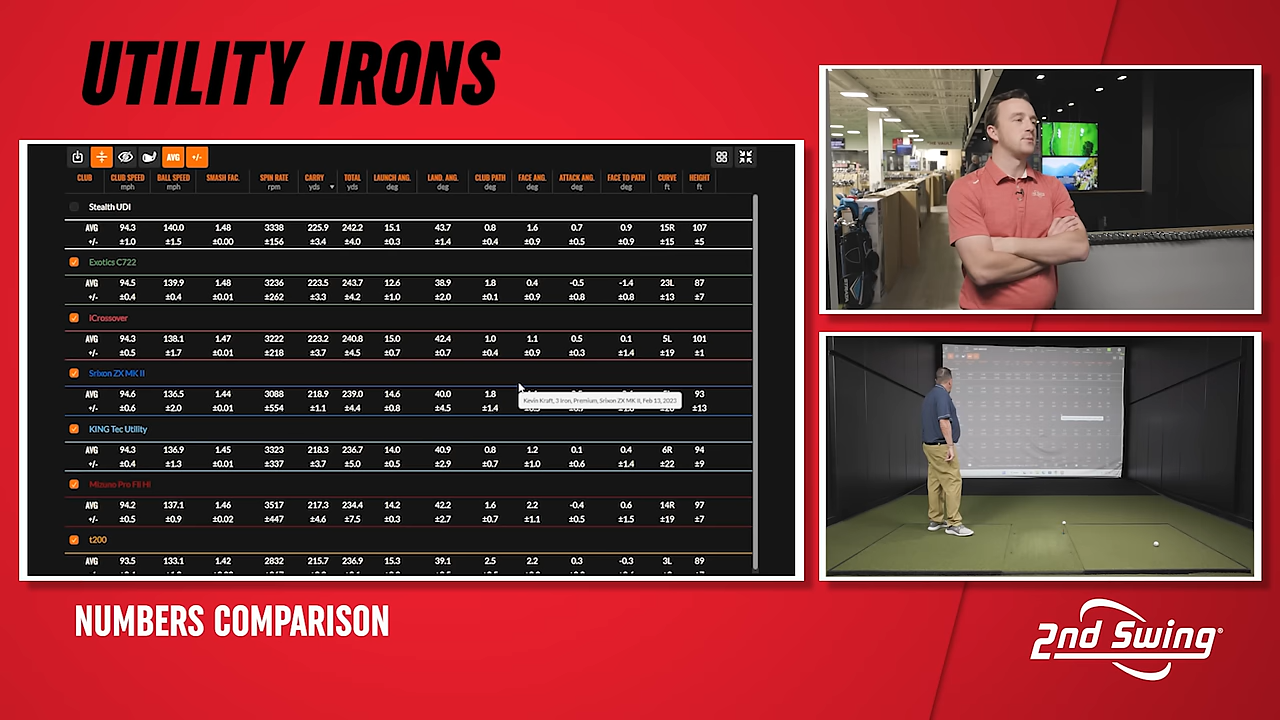 UTILITY IRONS
AVG +/-
CLUB CLUB SPEED BALL SPEED SMASH FAC. SPIN RATE CARRY TOTAL LAUNCH ANG. LAND. ANG. CLUB PATH FACE ANG. ATTACK ANG. FACE TO PATH CURVE HEIGHT
mph mph rpm yds yds deg deg deg deg deg deg ft ft
Stealth UDI
AVG 94.3 140.0 1.48 3338 225.9 242.2 15.1 43.7 0.8 1.6 0.7 0.9 15R 107
+/- ±1.0 ±1.5 ±0.00 ±156 ±3.4 ±4.0 ±0.3 ±1.4 ±0.4 ±0.9 ±0.5 ±0.9 ±15 ±5
Exotics C722
AVG 94.5 139.9 1.48 3236 223.5 243.7 12.6 38.9 1.8 0.4 -0.5 -1.4 23L 87
+/- ±0.4 ±0.4 ±0.01 ±262 ±3.3 ±4.2 ±1.0 ±2.0 ±0.1 ±0.9 ±0.8 ±0.8 ±13 ±7
ICrossover
AVG 94.3 138.1 1.47 3222 223.2 240.8 15.0 42.4 1.0 1.1 0.5 0.1 5L 101
+/- ±0.5 ±1.7 ±0.01 ±218 ±3.7 ±4.5 ±0.7 ±0.7 ±0.4 ±0.9 ±0.3 ±1.4 ±19 ±1
Srixon ZX MK II
AVG 94.6 136.5 1.44 3088 218.9 239.0 14.6 40.0 1.8 93
Kevin Kraft, 3 Iron, Premium, Srixon ZX MK II, Feb 13, 2023
+/- ±0.6 ±2.0 ±0.01 ±554 ±1.1 ±4.4 ±0.8 ±4.5 ±1.4 ±13
KING Tec Utility
AVG 94.3 136.9 1.45 3323 218.3 236.7 14.0 40.9 0.8 1.2 0.1 0.4 6R 94
+/- ±0.4 ±1.3 ±0.01 ±337 ±3.7 ±5.0 ±0.5 ±2.9 ±0.7 ±1.0 ±0.6 ±1.4 ±22 ±9
Mizuno Pro Fli Hi
AVG 94.2 137.1 1.46 3517 217.3 234.4 14.2 42.2 1.6 2.2 -0.4 0.6 14R 97
+/- ±0.5 ±0.9 ±0.02 ±447 ±4.6 ±7.5 ±0.3 ±2.7 ±0.7 ±1.1 ±0.5 ±1.5 ±19 ±7
t200
AVG 93.5 133.1 1.42 2832 215.7 236.9 15.3 39.1 2.5 2.2 0.3 -0.3 3L 89
NUMBERS COMPARISON
2nd Swing®